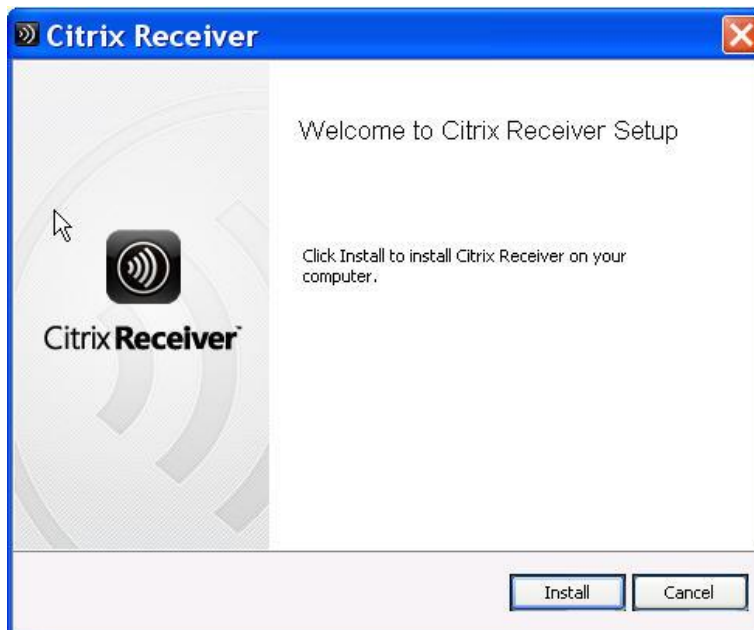 Citrix Receiver
Welcome to Citrix Receiver Setup
Citrix Receiver™
Click Install to install Citrix Receiver on your
computer.
Install
Cancel